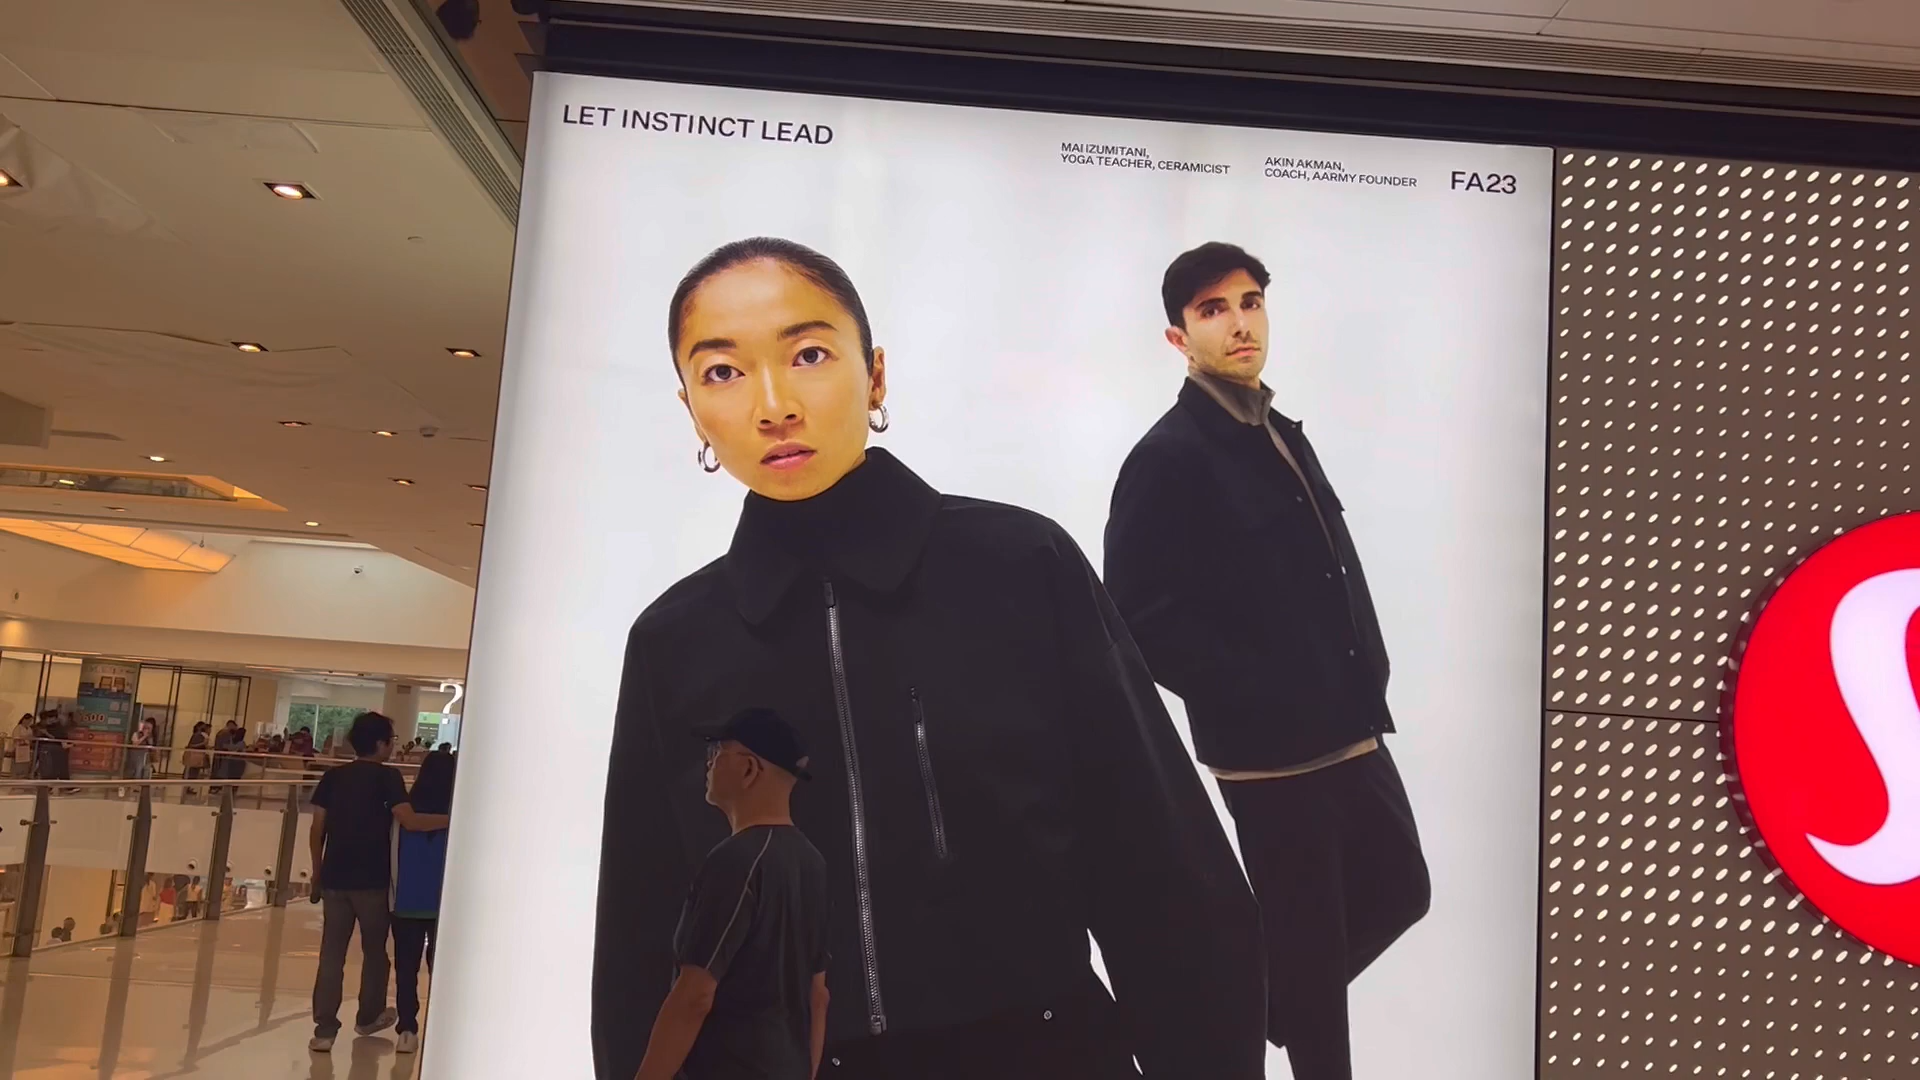 LET INSTINCT LEAD
MAI IZUMITANI,
YOGA TEACHER, CERAMICIST
AKIN AKMAN,
COACH, AARMY FOUNDER
FA23
?